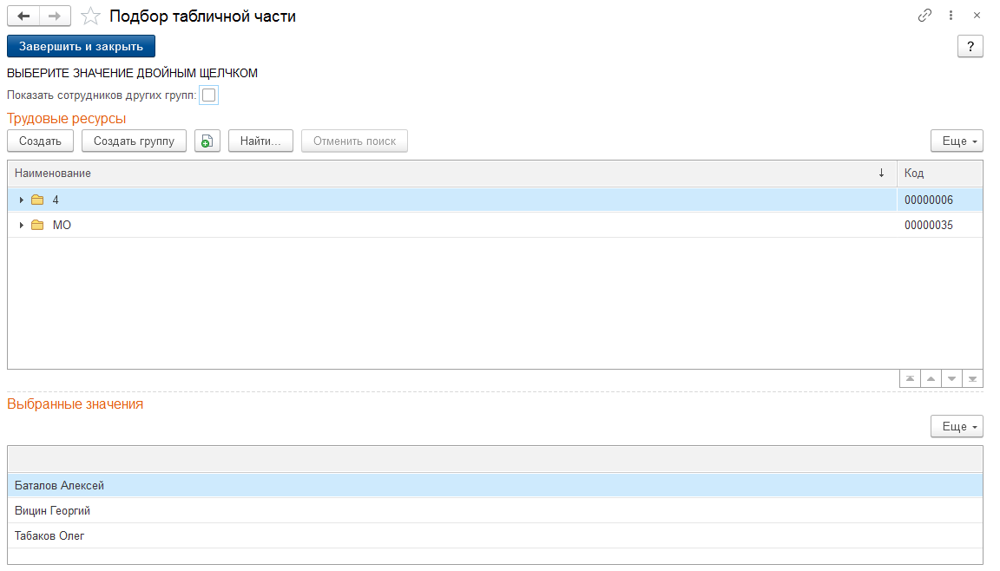 Подбор табличной части
Завершить и закрыть
?
ВЫБЕРИТЕ ЗНАЧЕНИЕ ДВОЙНЫМ ЩЕЛЧКОМ
Показать сотрудников других групп:
Трудовые ресурсы
Создать Создать группу Найти... Отменить поиск Еще
Наименование Код
4 00000006
МО 00000035
Выбранные значения
Еще
Баталов Алексей
Вицин Георгий
Табаков Олег